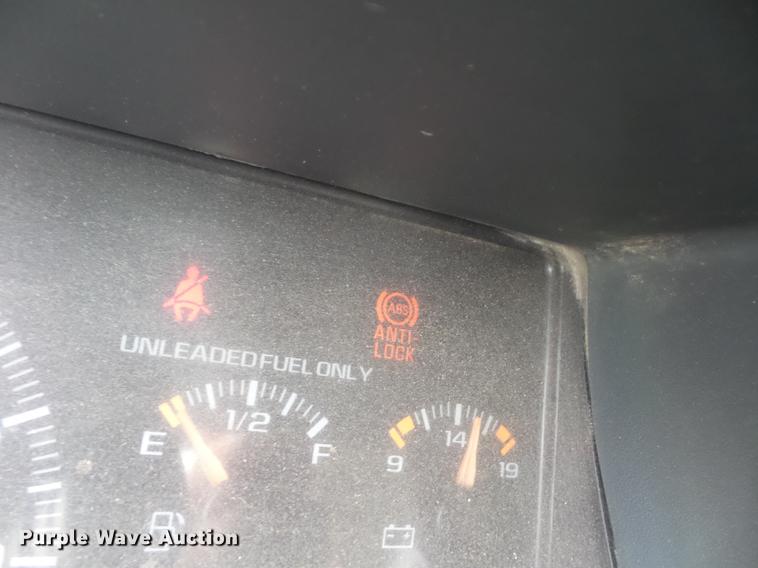 ABS
ANTI-
LOCK
UNLEADED FUEL ONLY
E 1/2 F
9 14 19
Purple Wave Auction